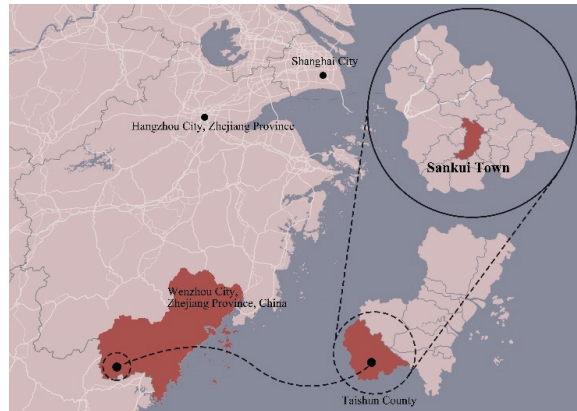 Shanghai City
Hangzhou City, Zhejiang Province
Sankui Town
Wenzhou City,
Zhejiang Province, China
Taishun County